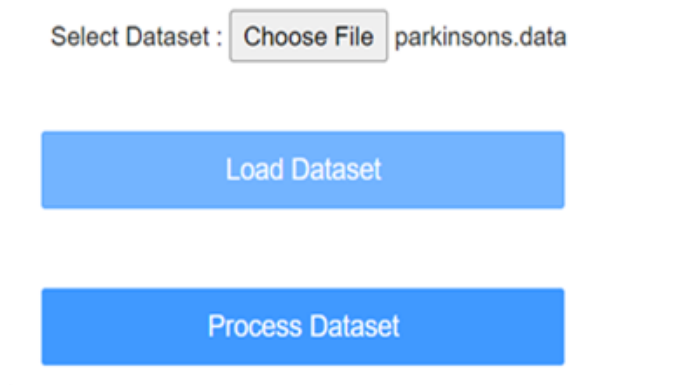 Select Dataset : Choose File parkinsons.data
Load Dataset
Process Dataset